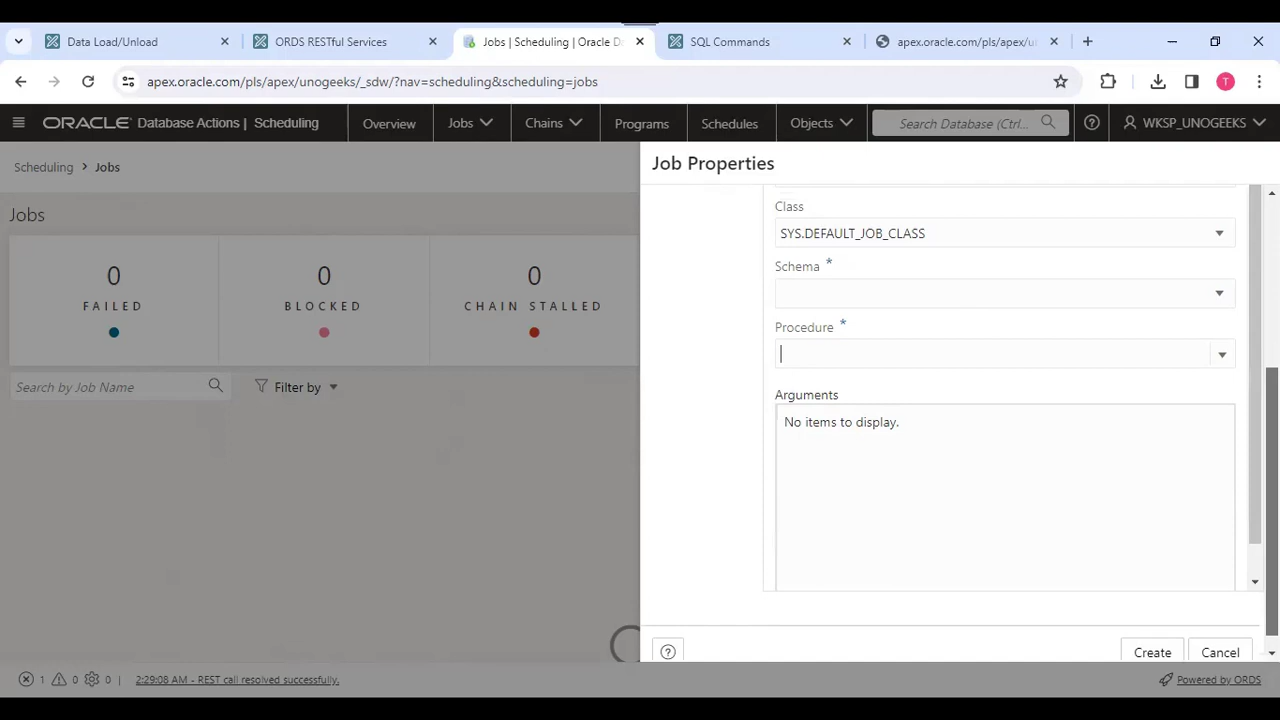 Data Load/Unload
ORDS RESTful Services
Jobs | Scheduling | Oracle Da
SQL Commands
apex.oracle.com/pls/apex/u
apex.oracle.com/pls/apex/unogeeks/_sdw/?nav=scheduling&scheduling=jobs
T
ORACLE Database Actions | Scheduling
Overview
Jobs
Chains
Programs
Schedules
Objects
Search Database (Ctrl...
WKSP_UNOGEEKS
Scheduling > Jobs
Jobs
0
FAILED
0
BLOCKED
0
CHAIN STALLED
Search by Job Name
Filter by
Job Properties
Class
SYS.DEFAULT_JOB_CLASS
Schema *
Procedure *
Arguments
No items to display.
Create
Cancel
1 0 0 | 2:29:08 AM - REST call resolved successfully.
Powered by ORDS